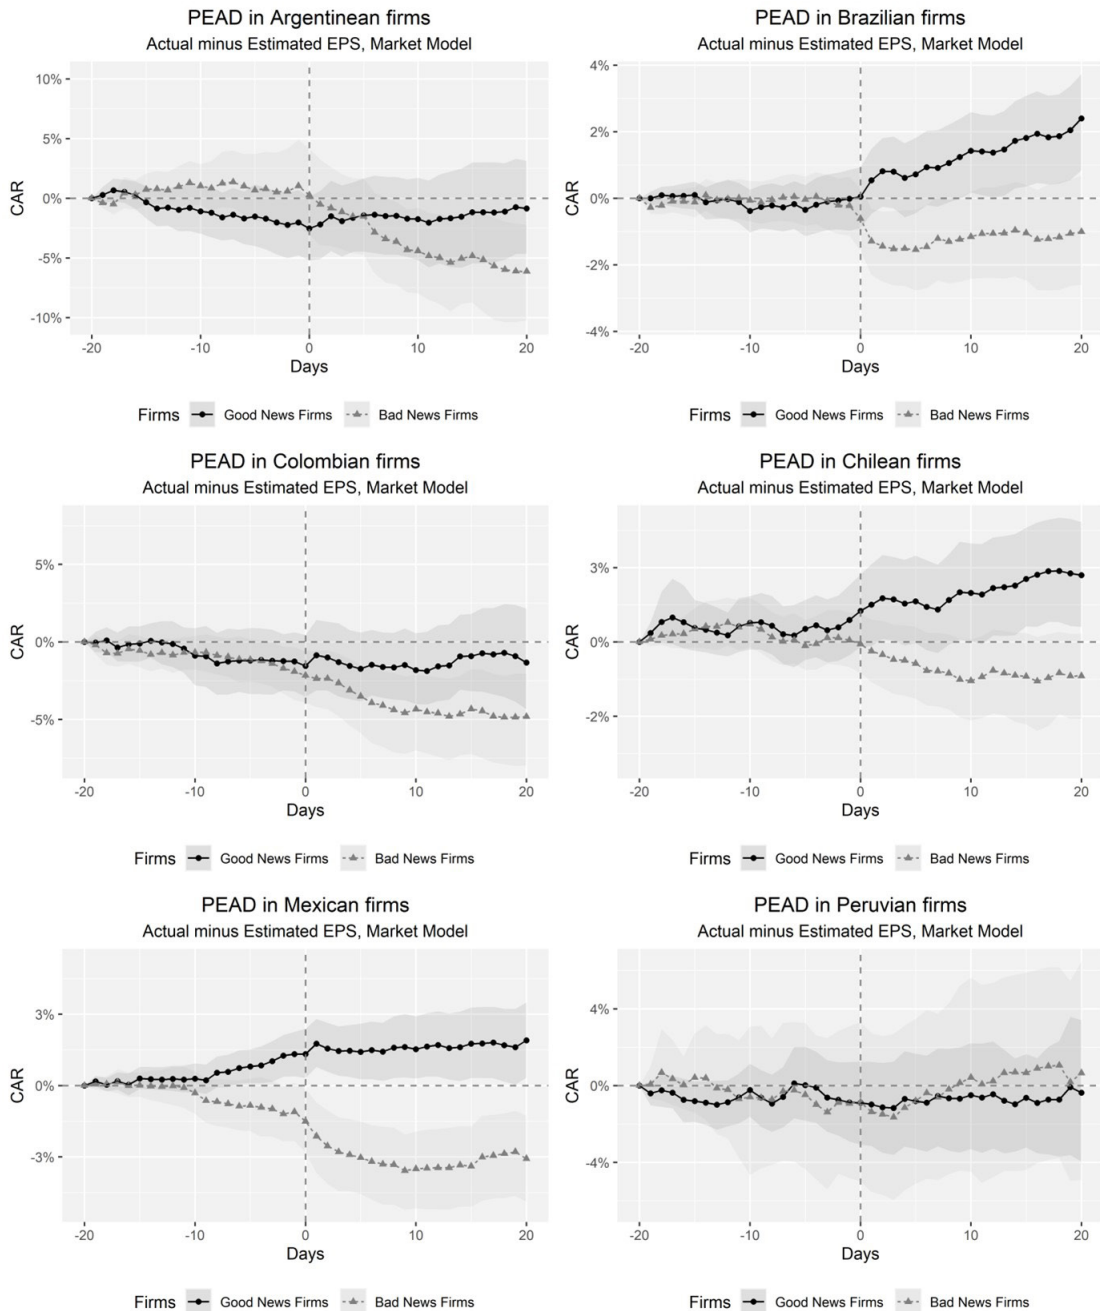 PEAD in Argentinean firms
Actual minus Estimated EPS, Market Model
10%
5%
0%
-5%
-10%
CAR
-20
-10
0
10
20
Days
Firms Good News Firms Bad News Firms
PEAD in Brazilian firms
Actual minus Estimated EPS, Market Model
4%
2%
0%
-2%
-4%
CAR
-20
-10
0
10
20
Days
Firms Good News Firms Bad News Firms
PEAD in Colombian firms
Actual minus Estimated EPS, Market Model
5%
0%
-5%
CAR
-20
-10
0
10
20
Days
Firms Good News Firms Bad News Firms
PEAD in Chilean firms
Actual minus Estimated EPS, Market Model
3%
0%
-2%
CAR
-20
-10
0
10
20
Days
Firms Good News Firms Bad News Firms
PEAD in Mexican firms
Actual minus Estimated EPS, Market Model
3%
0%
-3%
CAR
-20
-10
0
10
20
Days
Firms Good News Firms Bad News Firms
PEAD in Peruvian firms
Actual minus Estimated EPS, Market Model
4%
0%
-4%
CAR
-20
-10
0
10
20
Days
Firms Good News Firms Bad News Firms